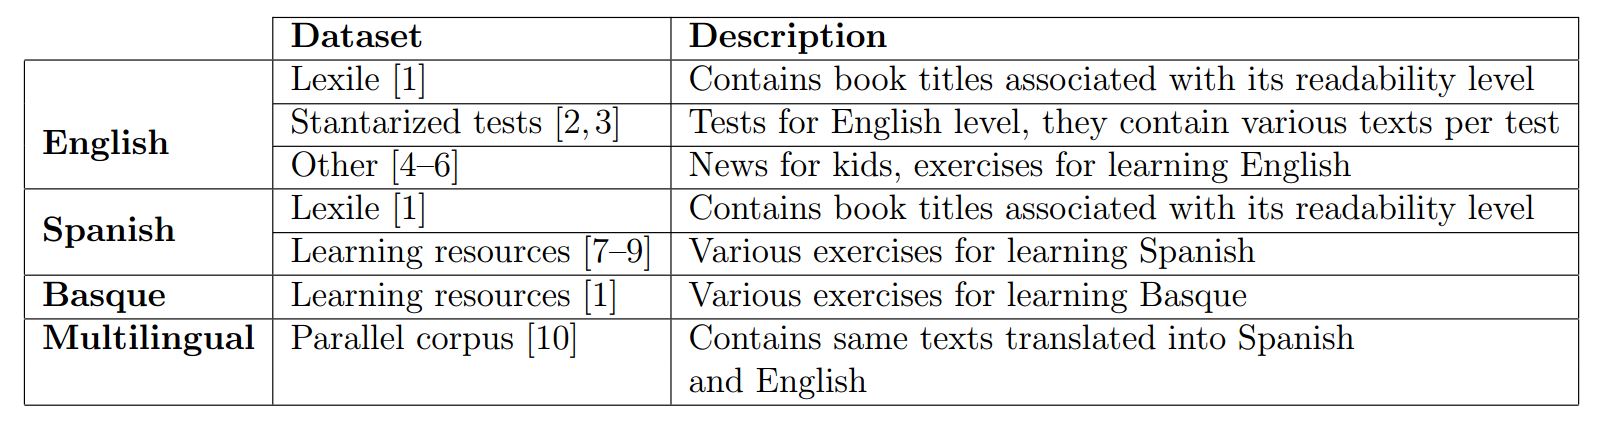 Dataset Description
Lexile [1] Contains book titles associated with its readability level
English Stantarized tests [2, 3] Tests for English level, they contain various texts per test
Other [4–6] News for kids, exercises for learning English
Spanish Lexile [1] Contains book titles associated with its readability level
Learning resources [7–9] Various exercises for learning Spanish
Basque Learning resources [1] Various exercises for learning Basque
Multilingual Parallel corpus [10] Contains same texts translated into Spanish
and English